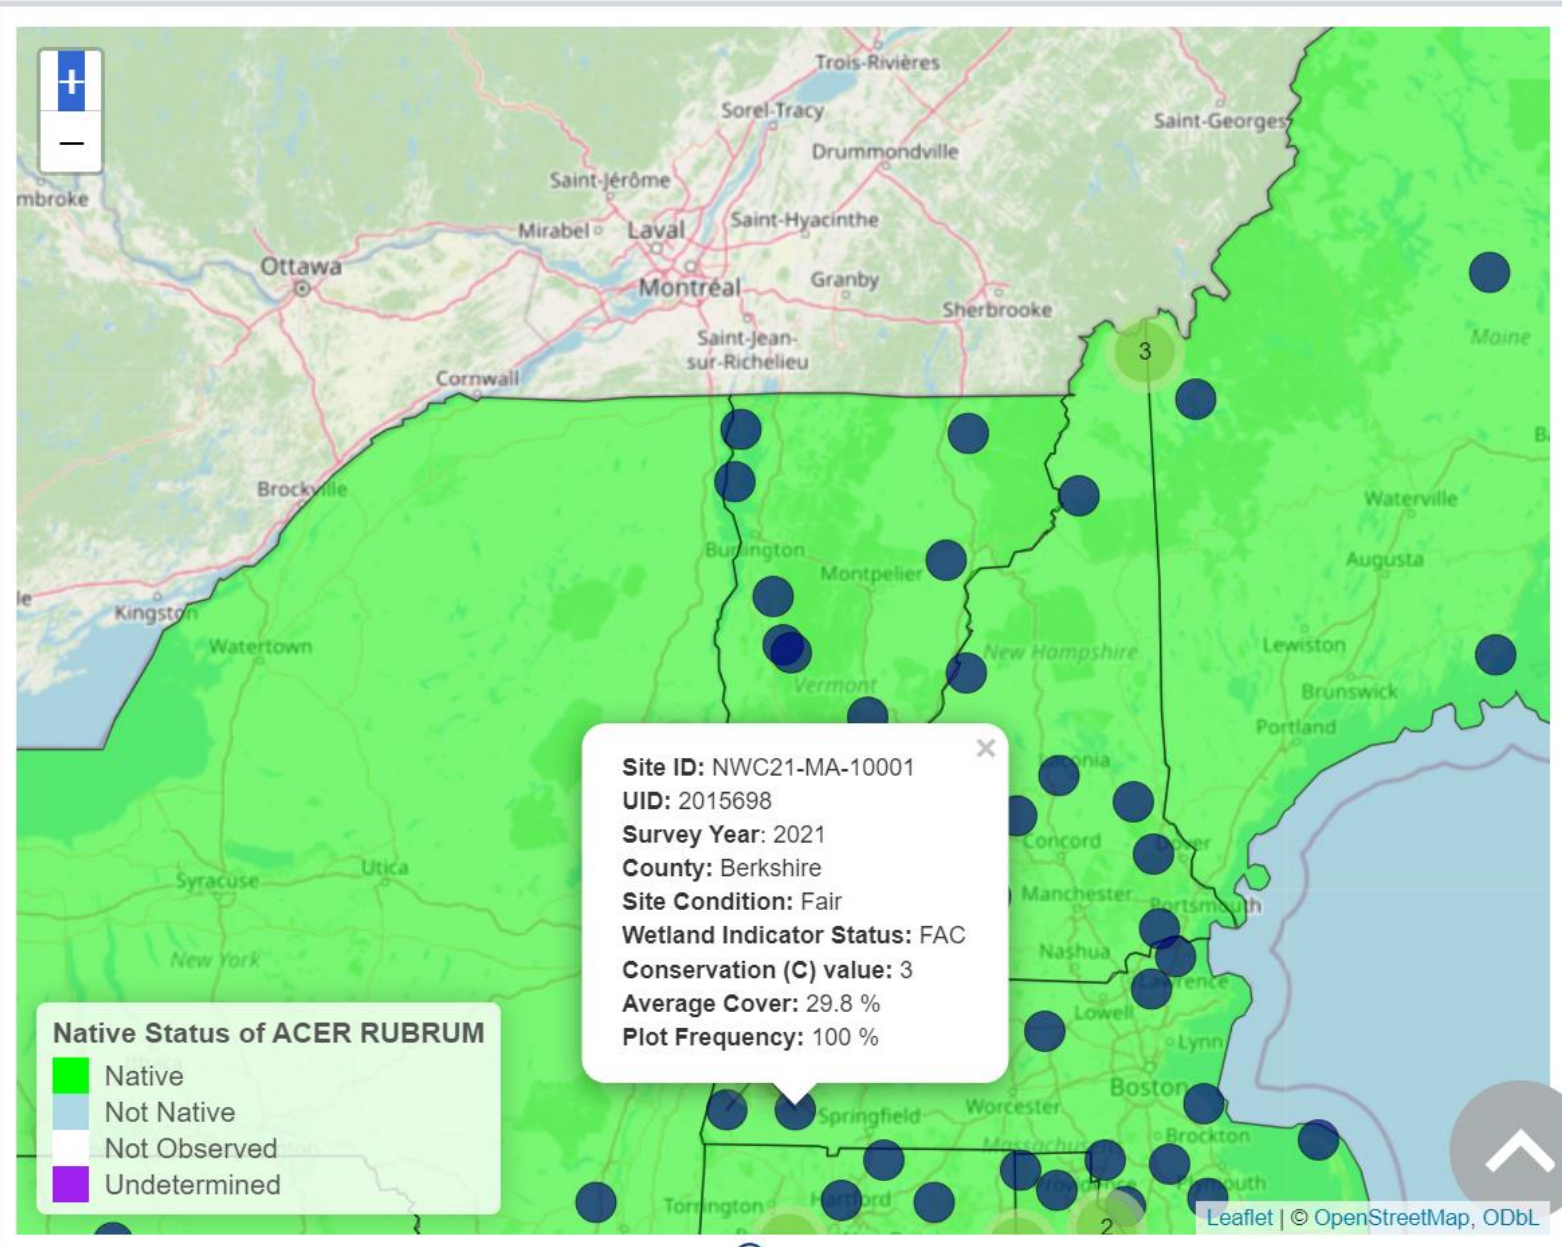 +
−
Trois-Rivières
Sorel-Tracy
Saint-Georges
Drummondville
Saint-Jérôme
mbroke
Saint-Hyacinthe
Mirabel
Laval
Ottawa
Montréal
Granby
Sherbrooke
Saint-Jean-
sur-Richelieu
Maine
3
Cornwall
Brockville
Waterville
Burlington
Montpelier
Augusta
Kingston
Watertown
New Hampshire
Lewiston
Vermont
Brunswick
Portland
×
Site ID: NWC21-MA-10001
UID: 2015698
Survey Year: 2021
County: Berkshire
Site Condition: Fair
Wetland Indicator Status: FAC
Conservation (C) value: 3
Average Cover: 29.8 %
Plot Frequency: 100 %
Concord
Utica
Syracuse
Manchester
Portsmouth
Nashua
New York
Lawrence
Lowell
Lynn
Boston
Worcester
Springfield
Brockton
Providence
Plymouth
Torrington
Hartford
2
Native Status of ACER RUBRUM
Native
Not Native
Not Observed
Undetermined
Leaflet | © OpenStreetMap, ODbL